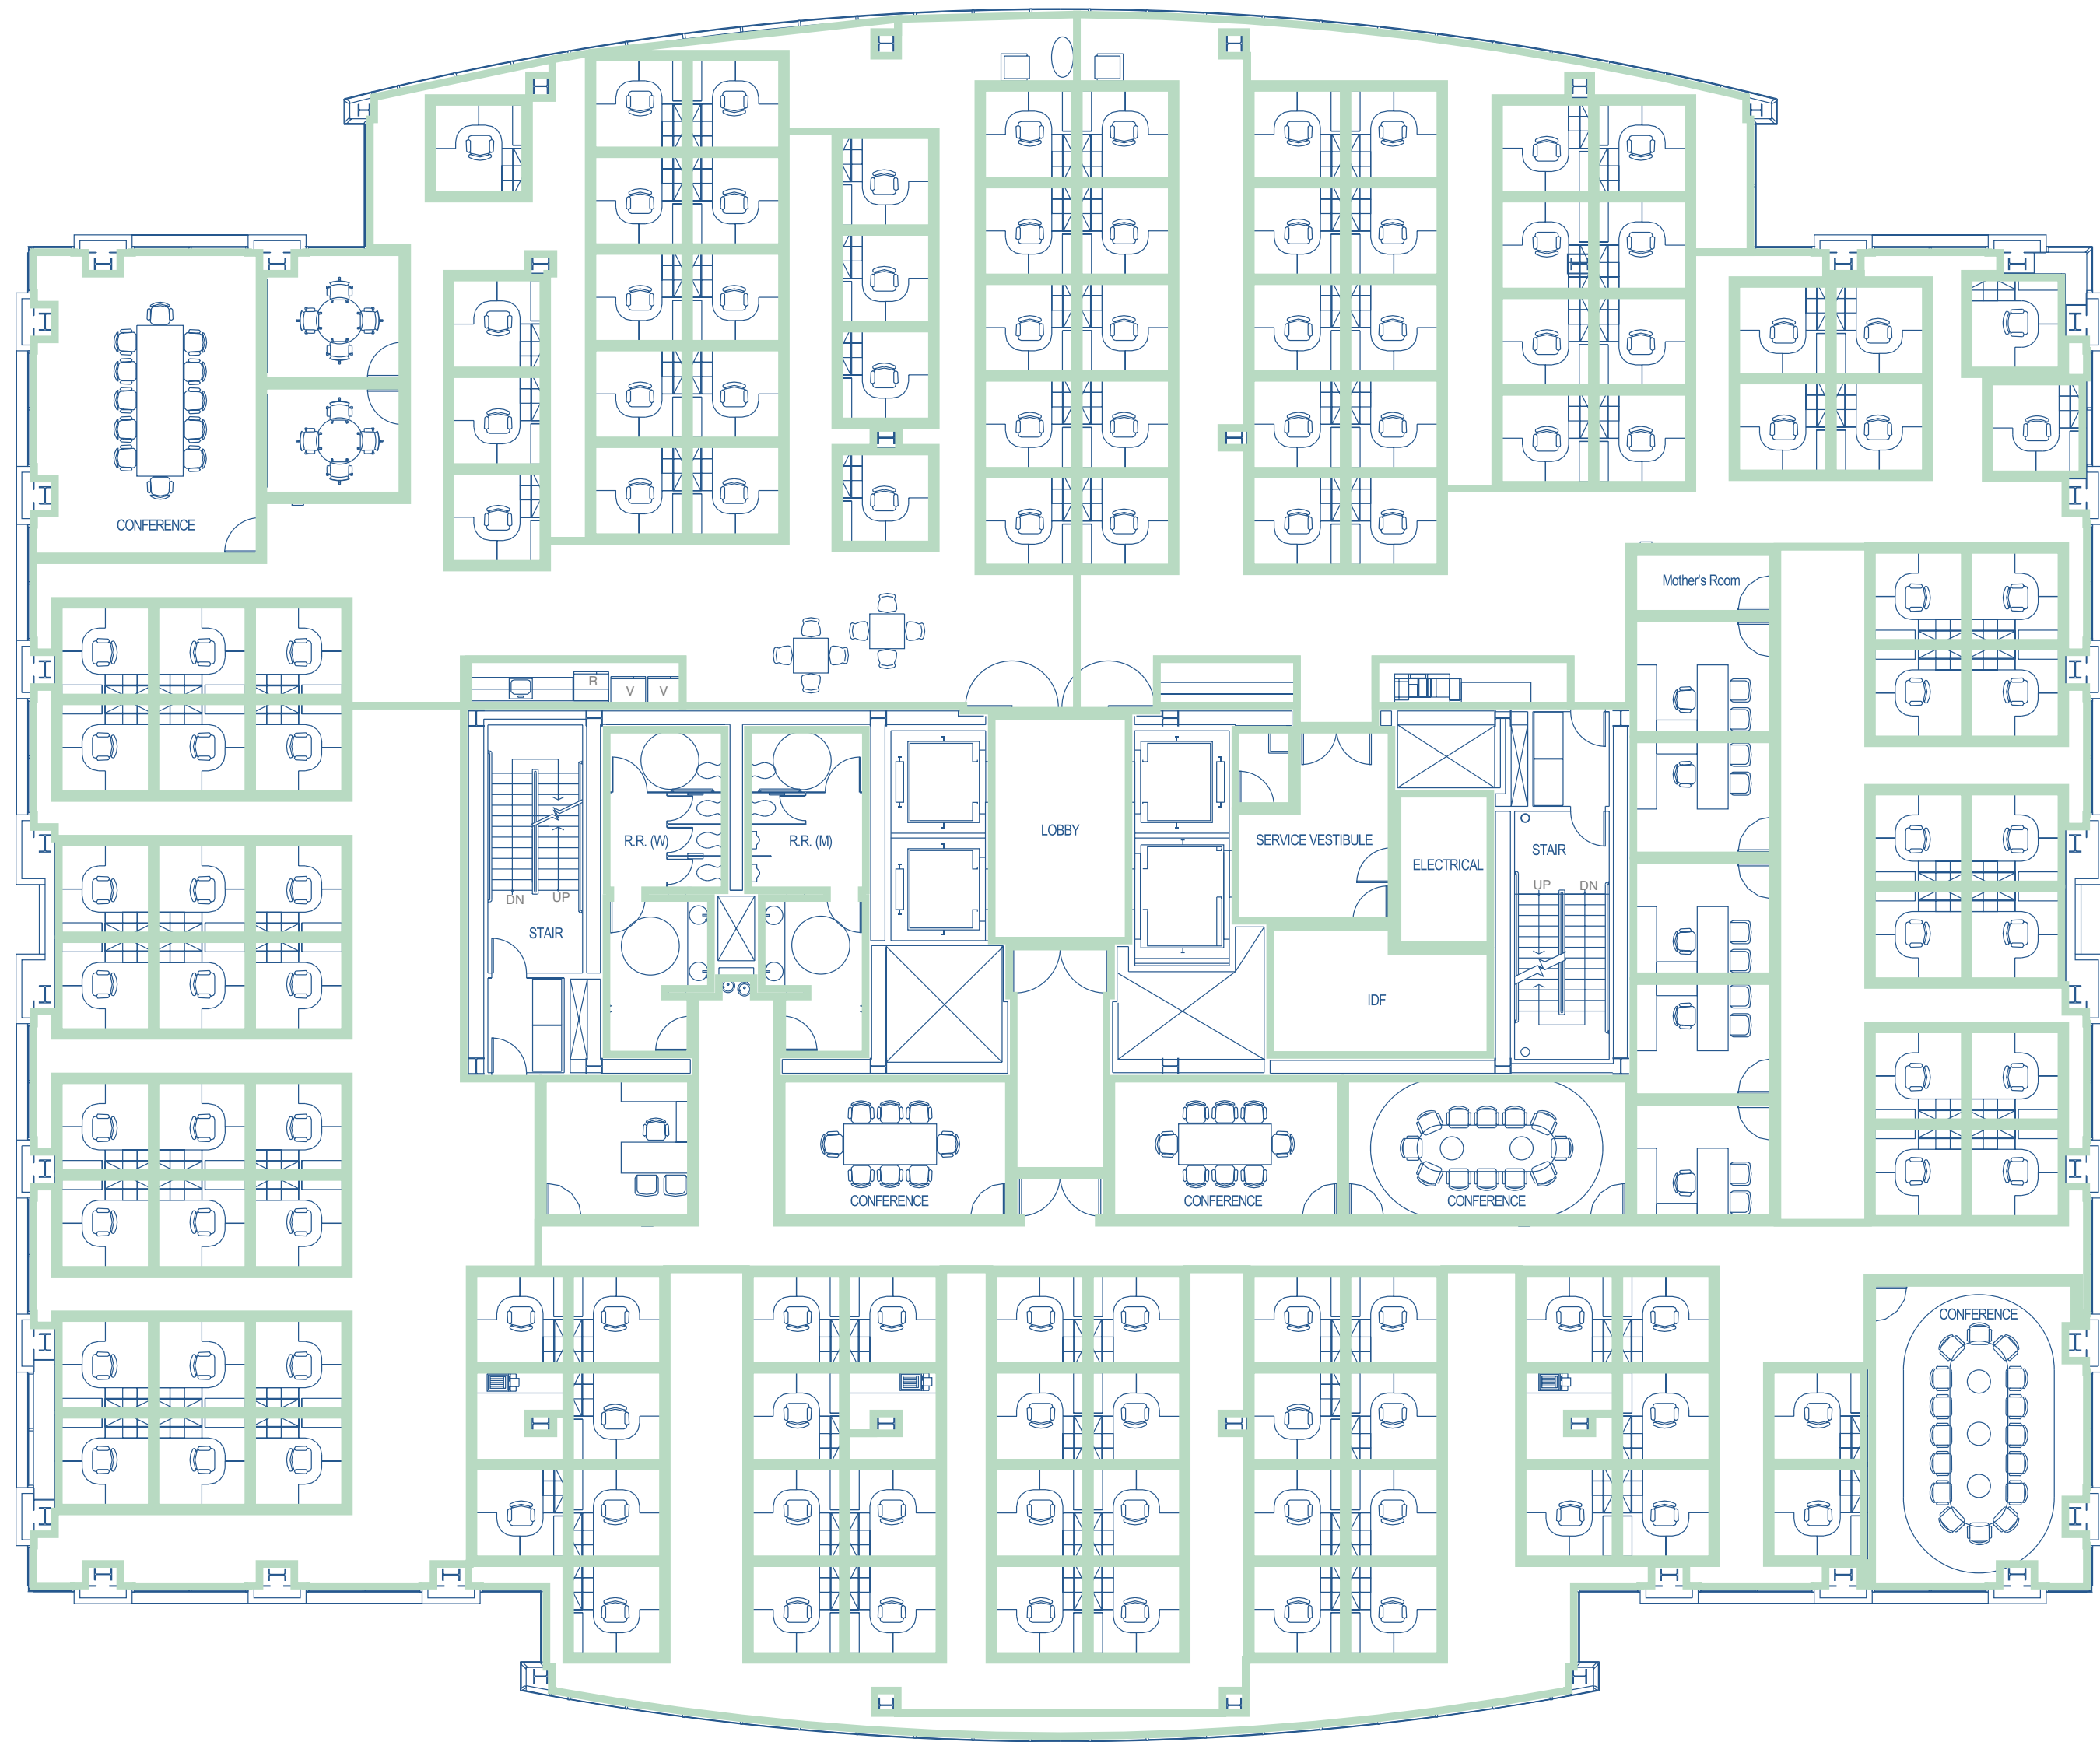 CONFERENCE
Mother's Room
R
V
V
LOBBY
R.R. (W)
R.R. (M)
SERVICE VESTIBULE
STAIR
ELECTRICAL
UP
DN
DN
UP
STAIR
IDF
CONFERENCE
CONFERENCE
CONFERENCE
CONFERENCE